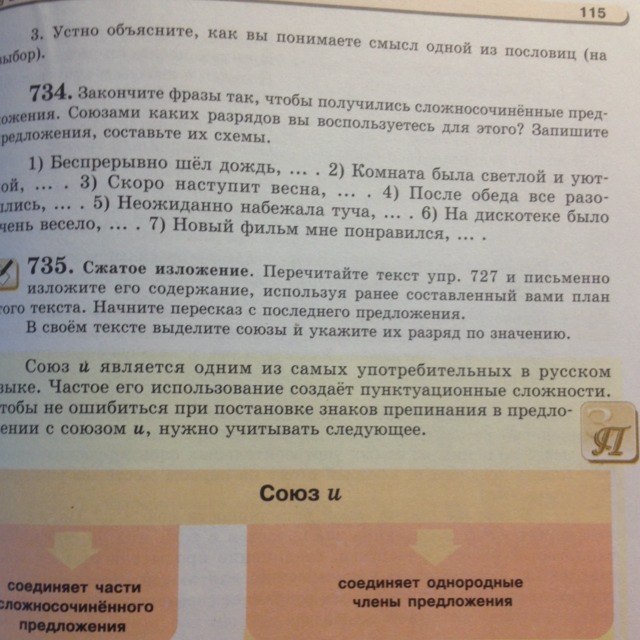 115
3. Устно объясните, как вы понимаете смысл одной из пословиц (на
выбор).
734. Закончите фразы так, чтобы получились сложносочинённые пред-
ложения. Союзами каких разрядов вы воспользуетесь для этого? Запишите
предложения, составьте их схемы.
1) Беспрерывно шёл дождь, ... . 2) Комната была светлой и уют-
ной, ... . 3) Скоро наступит весна, ... . 4) После обеда все разо-
шлись, ... . 5) Неожиданно набежала туча, ... . 6) На дискотеке было
очень весело, ... . 7) Новый фильм мне понравился, ... .
735. Сжатое изложение. Перечитайте текст упр. 727 и письменно
изложите его содержание, используя ранее составленный вами план
этого текста. Начните пересказ с последнего предложения.
В своём тексте выделите союзы и укажите их разряд по значению.
Союз и является одним из самых употребительных в русском
языке. Частое его использование создаёт пунктуационные сложности.
Чтобы не ошибиться при постановке знаков препинания в предло-
жении с союзом и, нужно учитывать следующее.
П
Союз и
соединяет части
сложносочинённого
предложения
соединяет однородные
члены предложения